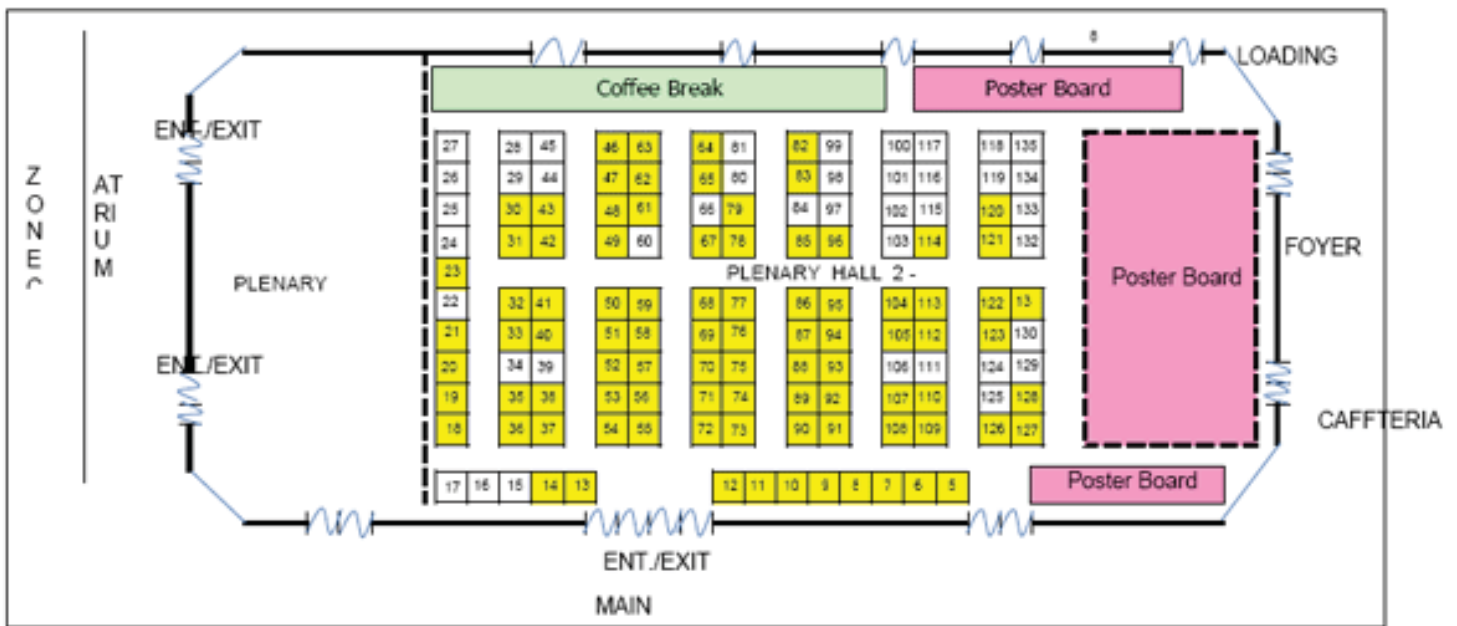 8
LOADING
Coffee Break
Poster Board
ENT./EXIT
ZONE
ATRIUM
27 28 45 46 63 64 81 82 99 100 117 118 135
26 29 44 47 62 65 80 83 98 101 116 119 134
25 30 43 48 61 66 79 84 97 102 115 120 133
24 31 42 49 60 67 78 85 96 103 114 121 132
23
PLENARY HALL 2 -
PLENARY
FOYER
Poster Board
22 32 41 50 59 68 77 86 95 104 113 122 13
21 33 40 51 58 69 76 87 94 105 112 123 130
ENT./EXIT
20 34 39 52 57 70 75 88 93 106 111 124 129
19 35 38 53 56 71 74 89 92 107 110 125 128
18 36 37 54 55 72 73 90 91 108 109 126 127
CAFFTERIA
17 16 15 14 13 12 11 10 9 8 7 6 5
Poster Board
ENT./EXIT
MAIN